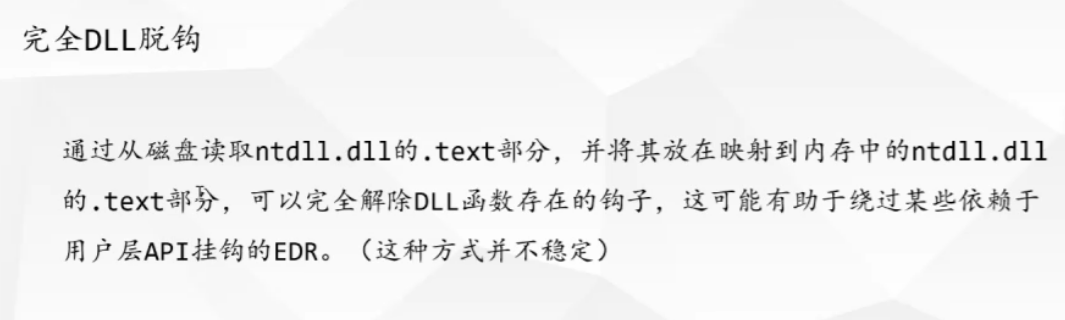 完全DLL脱钩
通过从磁盘读取ntdll.dll的.text部分，并将其放在映射到内存中的ntdll.dll
的.text部分，可以完全解除DLL函数存在的钩子，这可能有助于绕过某些依赖于
用户层API挂钩的EDR。（这种方式并不稳定）